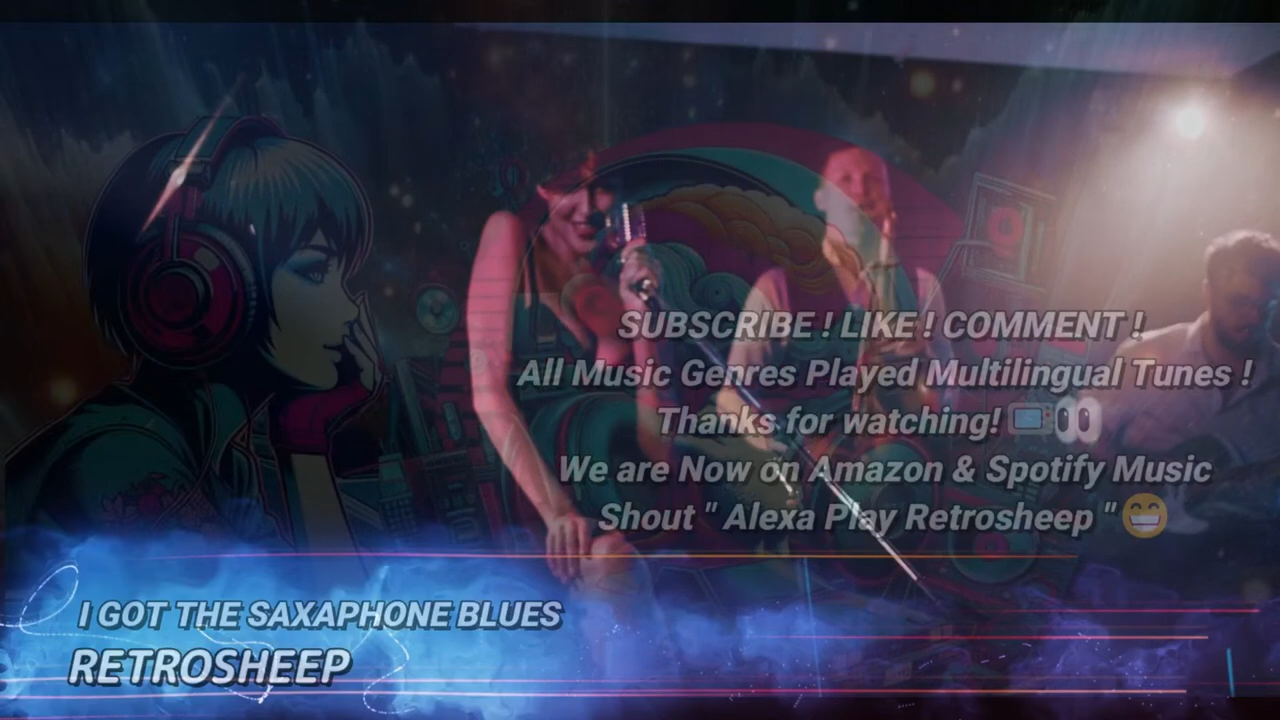 SUBSCRIBE ! LIKE ! COMMENT !
All Music Genres Played Multilingual Tunes !
Thanks for watching! 📺👀
We are Now on Amazon & Spotify Music
Shout " Alexa Play Retrosheep " 😁
I GOT THE SAXAPHONE BLUES
RETROSHEEP